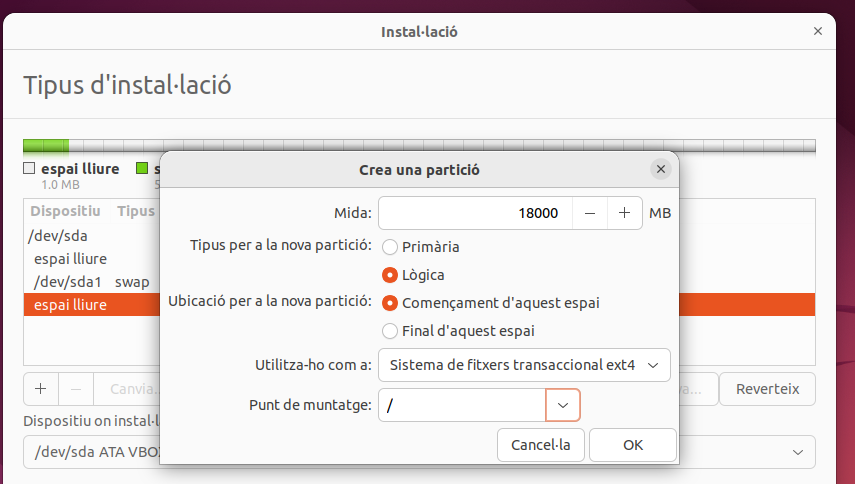 Instal·lació
Tipus d'instal·lació
espai lliure
1.0 MB
Dispositiu Tipus
/dev/sda
espai lliure
/dev/sda1 swap
espai lliure
+ − Canvia... Reverteix
Dispositiu on
/dev/sda ATA
Crea una partició
Mida: 18000 − + MB
Tipus per a la nova partició: Primària
Lògica
Ubicació per a la nova partició: Començament d'aquest espai
Final d'aquest espai
Utilitza-ho com a: Sistema de fitxers transaccional ext4
Punt de muntatge: /
Cancel·la OK